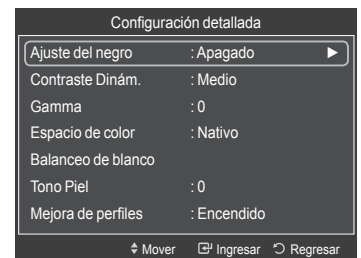 Configuración detallada
Ajuste del negro : Apagado ►
Contraste Dinám. : Medio
Gamma : 0
Espacio de color : Nativo
Balanceo de blanco
Tono Piel : 0
Mejora de perfiles : Encendido
Mover Ingresar Regresar